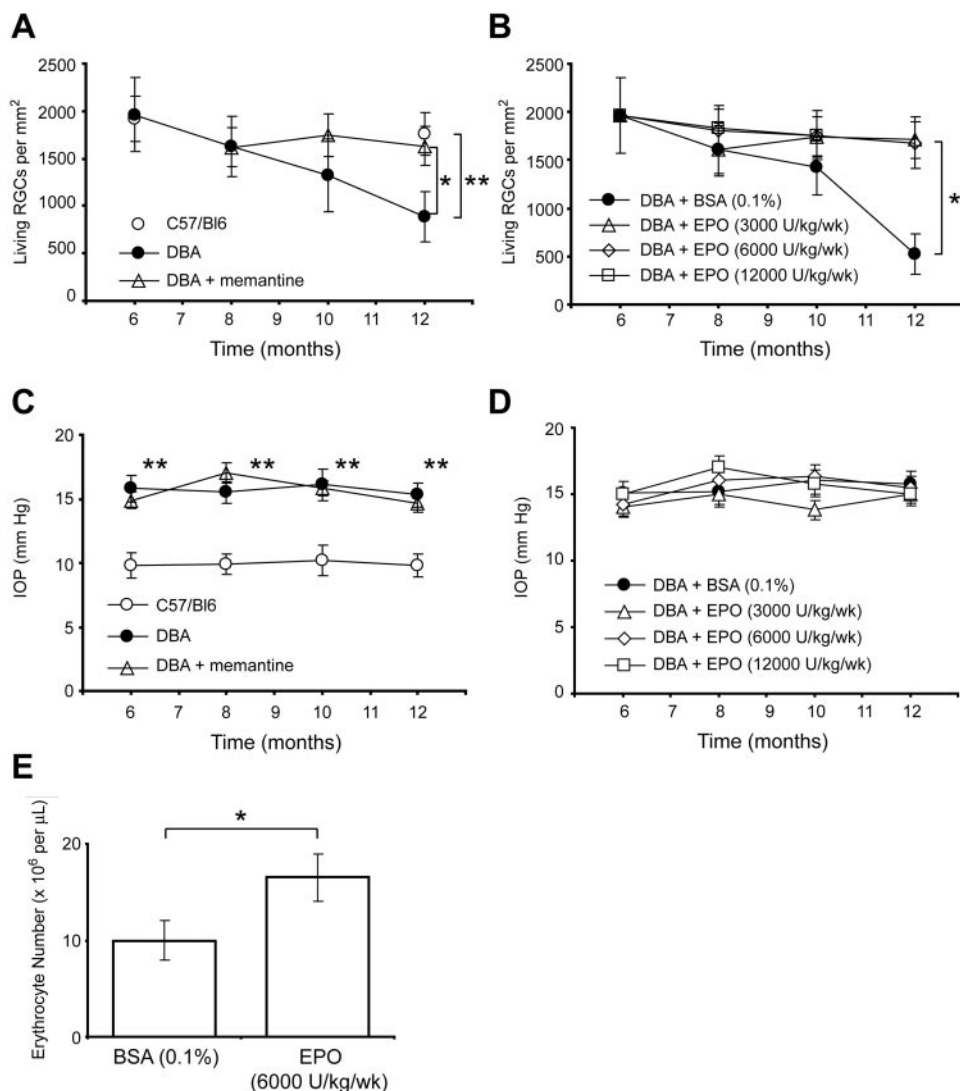 A
Living RGCs per mm²
2500
2000
1500
1000
500
0
6 7 8 9 10 11 12
Time (months)
C57/Bl6
DBA
DBA + memantine
*
**
B
Living RGCs per mm²
2500
2000
1500
1000
500
0
6 7 8 9 10 11 12
Time (months)
DBA + BSA (0.1%)
DBA + EPO (3000 U/kg/wk)
DBA + EPO (6000 U/kg/wk)
DBA + EPO (12000 U/kg/wk)
*
C
IOP (mm Hg)
20
15
10
5
0
** ** ** **
C57/Bl6
DBA
DBA + memantine
6 7 8 9 10 11 12
Time (months)
D
IOP (mm Hg)
20
15
10
5
0
DBA + BSA (0.1%)
DBA + EPO (3000 U/kg/wk)
DBA + EPO (6000 U/kg/wk)
DBA + EPO (12000 U/kg/wk)
6 7 8 9 10 11 12
Time (months)
E
Erythrocyte Number (x 10⁶ per µL)
20
10
0
*
BSA (0.1%)
EPO
(6000 U/kg/wk)